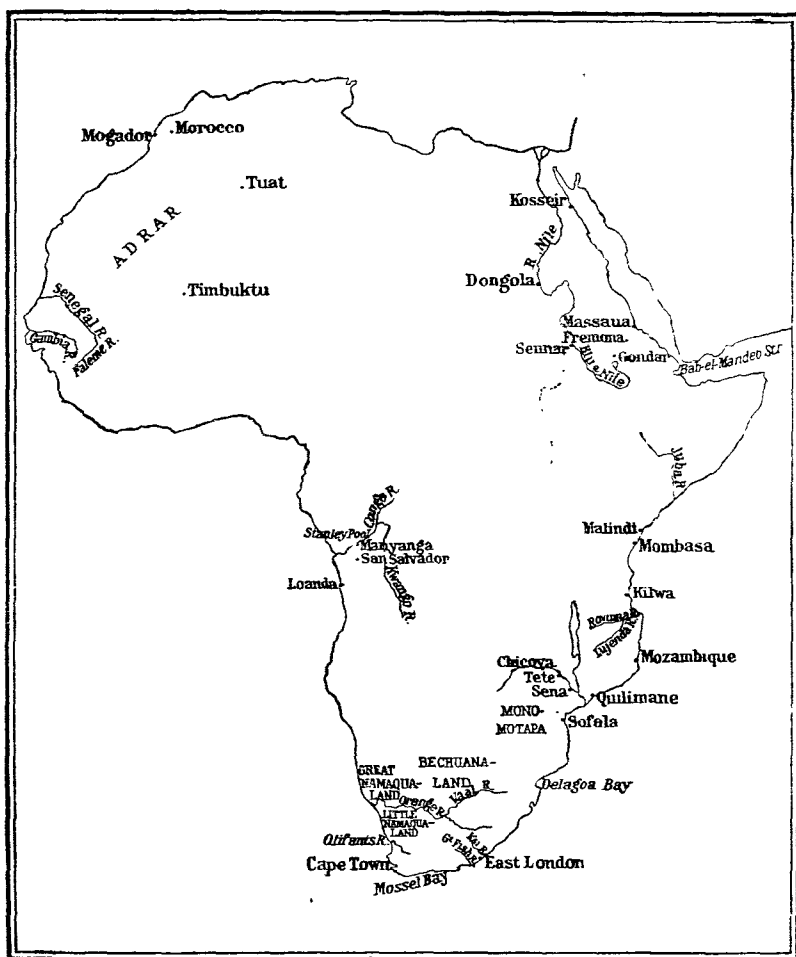 Mogador
Morocco
Tuat
ADRAR
Timbuktu
Senegal R.
Gambia
Faleme R.
Kosseir
R. Nile
Dongola
Massaua
Fremona
Sennar
Blue Nile
Gondar
Bab-el-Mandeb Str
Juba R.
Congo R.
Stanley Pool
Manyanga
San Salvador
Loanda
Kwango R.
Malindi
Mombasa
Kilwa
Rovuma R.
Lujenda R.
Mozambique
Chicova
Tete
Sena
Quilimane
MONO-
MOTAPA
Sofala
BECHUANA-
LAND
GREAT
NAMAQUA-
LAND
Orange R.
Vaal R.
Delagoa Bay
LITTLE
NAMAQUA-
LAND
Olifants R.
Kei R.
Gt. Fish R.
East London
Cape Town
Mossel Bay